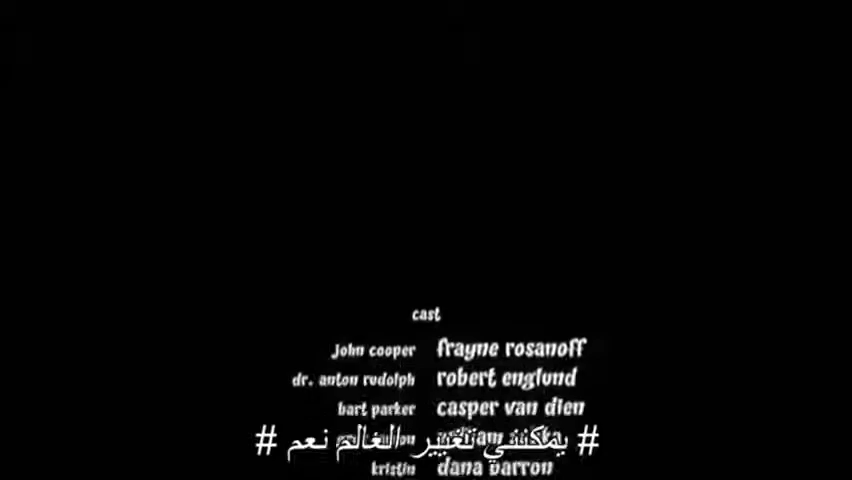 cast
john cooper frayne rosanoff
dr. anton rudolph robert englund
bart parker casper van dien
# يمكنني تغيير الغالم نعم #
kristin dana barron